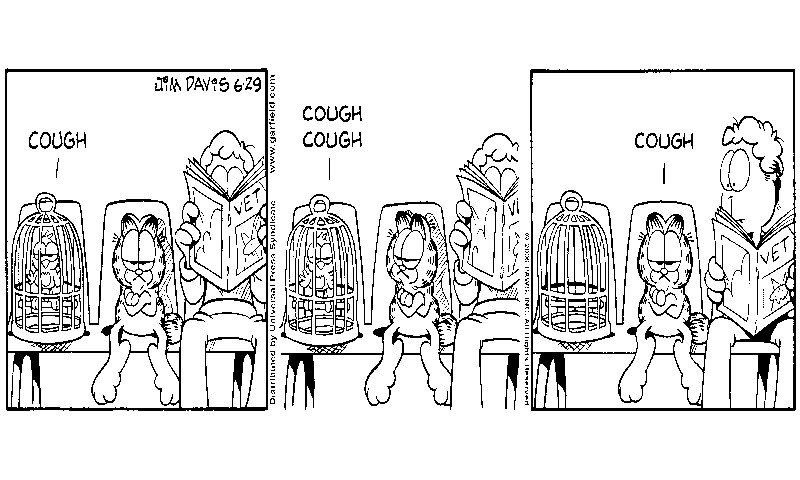 JIM DAVIS 6·29
COUGH
VET
Distributed by Universal Press Syndicate www.garfield.com
COUGH
COUGH
COUGH
VET